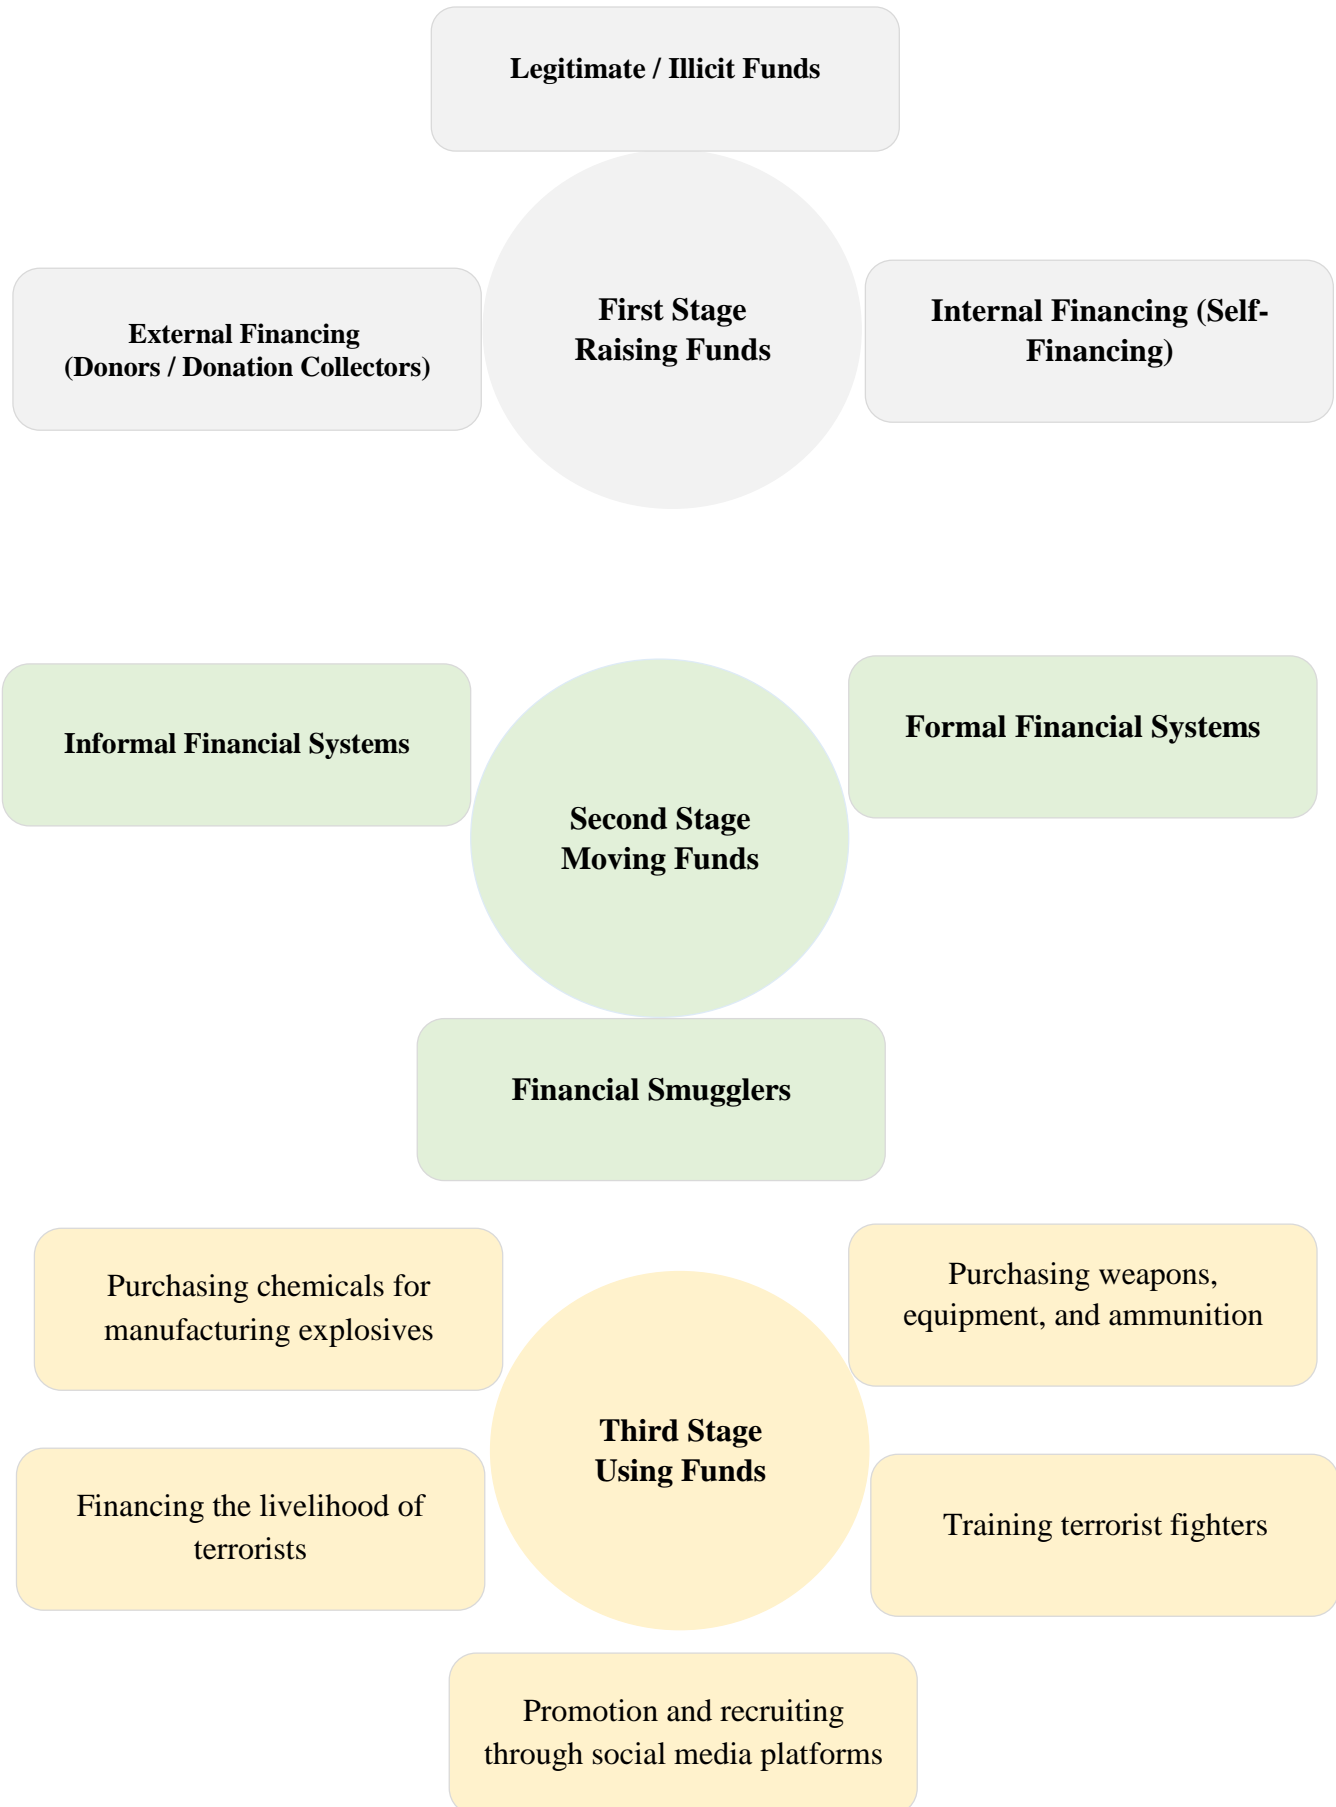 Legitimate / Illicit Funds
External Financing
(Donors / Donation Collectors)
First Stage
Raising Funds
Internal Financing (Self-
Financing)
Informal Financial Systems
Second Stage
Moving Funds
Formal Financial Systems
Financial Smugglers
Purchasing chemicals for
manufacturing explosives
Purchasing weapons,
equipment, and ammunition
Third Stage
Using Funds
Financing the livelihood of
terrorists
Training terrorist fighters
Promotion and recruiting
through social media platforms